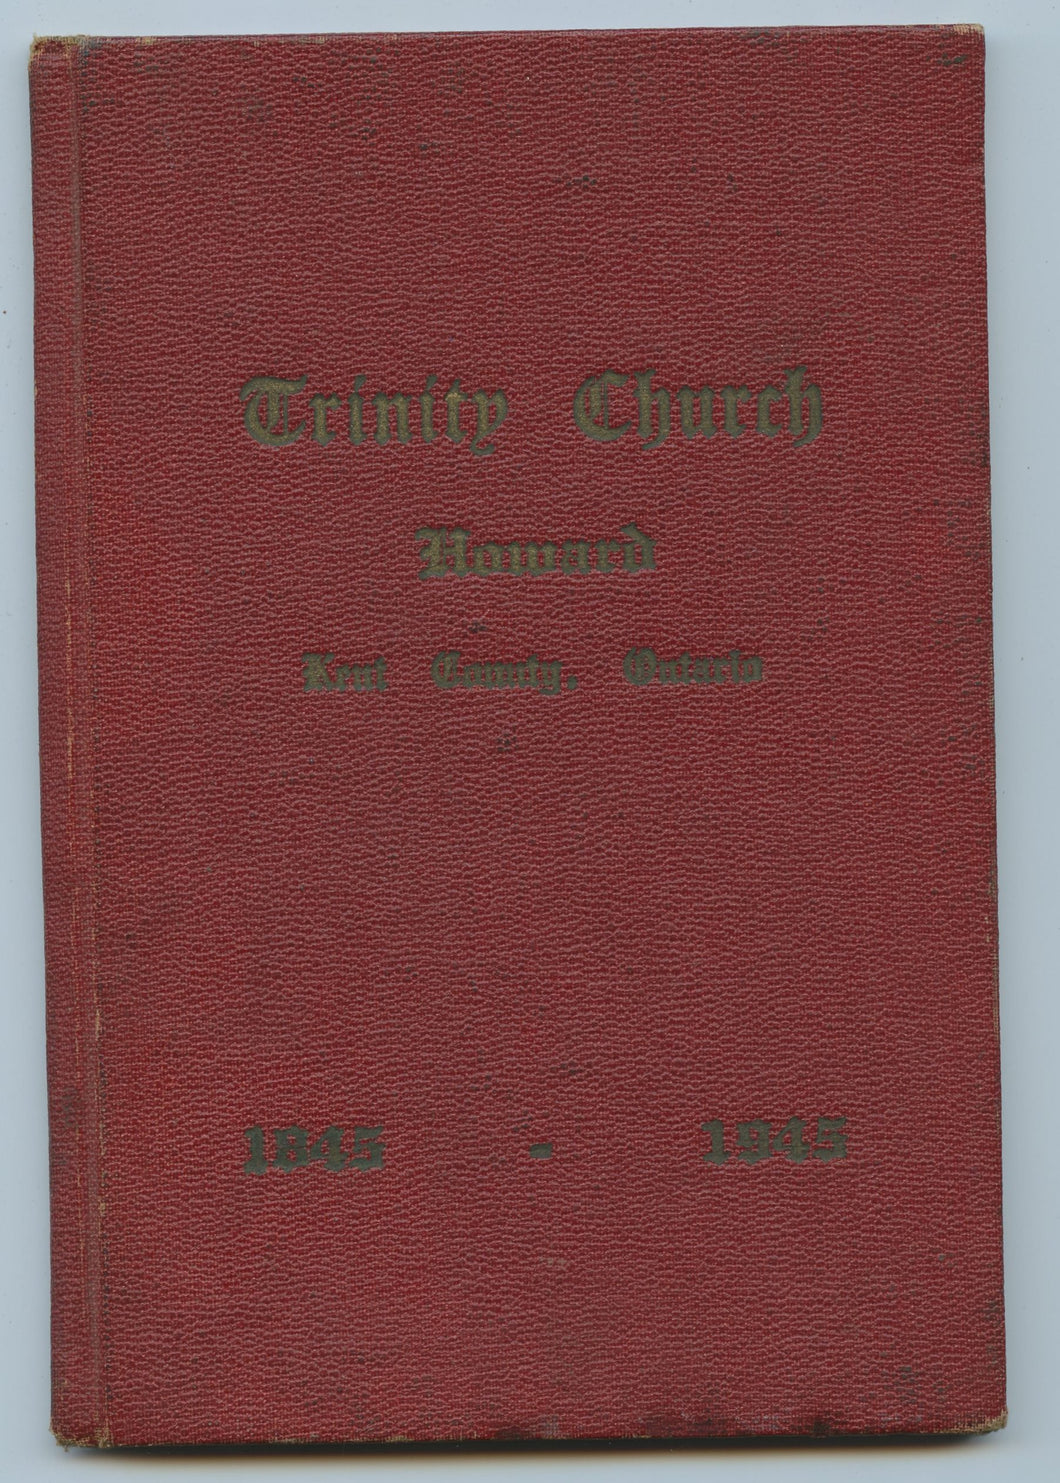 Trinity Church
Howard
Kent County, Ontario
1845 - 1945